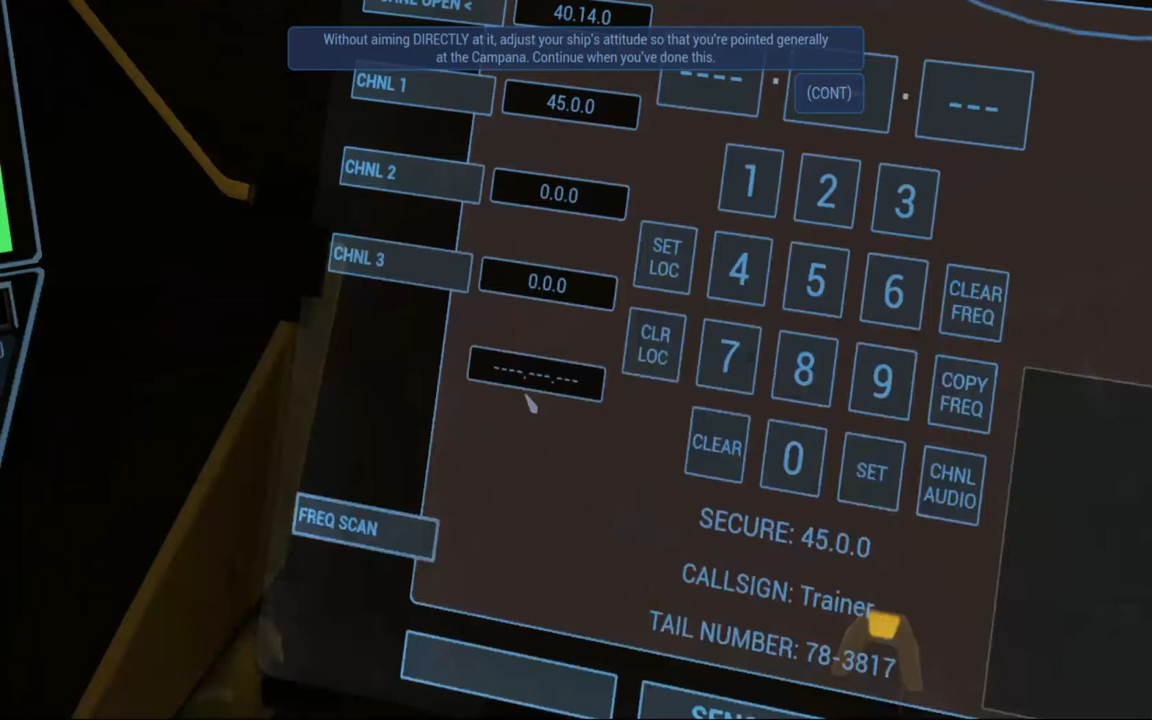 CHNL OPEN <
40.14.0
Without aiming DIRECTLY at it, adjust your ship's attitude so that you're pointed generally
at the Campana. Continue when you've done this.
(CONT)
CHNL 1
45.0.0
---- . . ---
CHNL 2
0.0.0
1 2 3
CHNL 3
0.0.0
SET
LOC
4 5 6
CLEAR
FREQ
CLR
LOC
7 8 9
COPY
FREQ
----.---.---
CLEAR
0
SET
CHNL
AUDIO
FREQ SCAN
SECURE: 45.0.0
CALLSIGN: Trainer
TAIL NUMBER: 78-3817